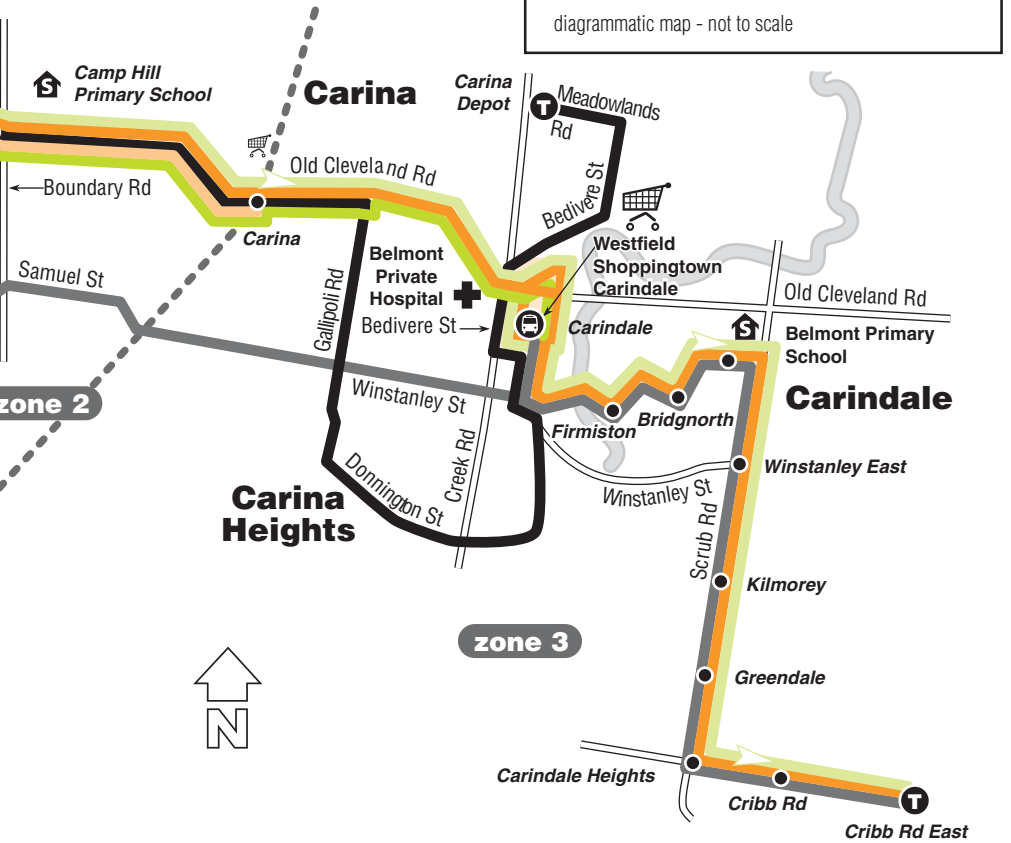 diagrammatic map - not to scale
S
Camp Hill
Primary School
Carina
Carina
Depot
T
Meadowlands
Rd
Old Cleveland Rd
Boundary Rd
Bedivere St
Carina
Samuel St
Gallipoli Rd
Belmont
Private
Hospital
Bedivere St
Westfield
Shoppingtown
Carindale
Old Cleveland Rd
Carindale
S
Belmont Primary
School
Carindale
zone 2
Winstanley St
Firmiston
Bridgnorth
Winstanley East
Winstanley St
Creek Rd
Donnington St
Carina
Heights
Scrub Rd
Kilmorey
zone 3
Greendale
N
Carindale Heights
Cribb Rd
T
Cribb Rd East